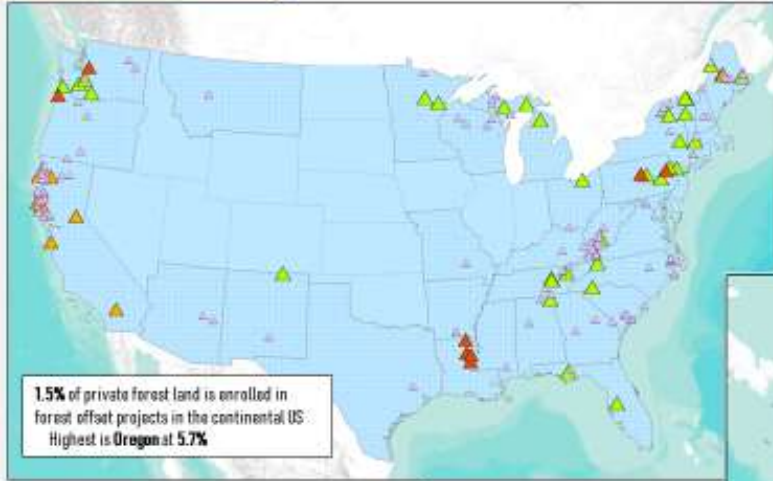 1.5% of private forest land is enrolled in
forest offset projects in the continental US
Highest is Oregon at 5.7%